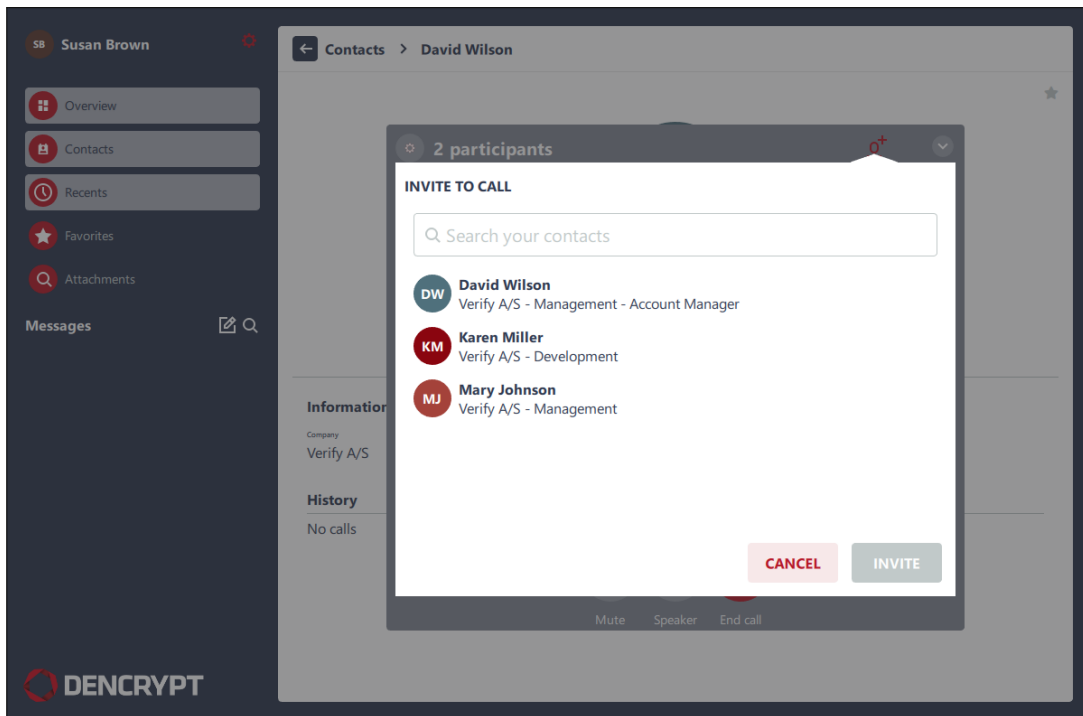 SB Susan Brown
Overview
Contacts
Recents
Favorites
Attachments
Messages
DENCRYPT
Contacts > David Wilson
2 participants
INVITE TO CALL
Search your contacts
DW
David Wilson
Verify A/S - Management - Account Manager
KM
Karen Miller
Verify A/S - Development
MJ
Mary Johnson
Verify A/S - Management
CANCEL INVITE
Information
Company
Verify A/S
History
No calls
Mute Speaker End call